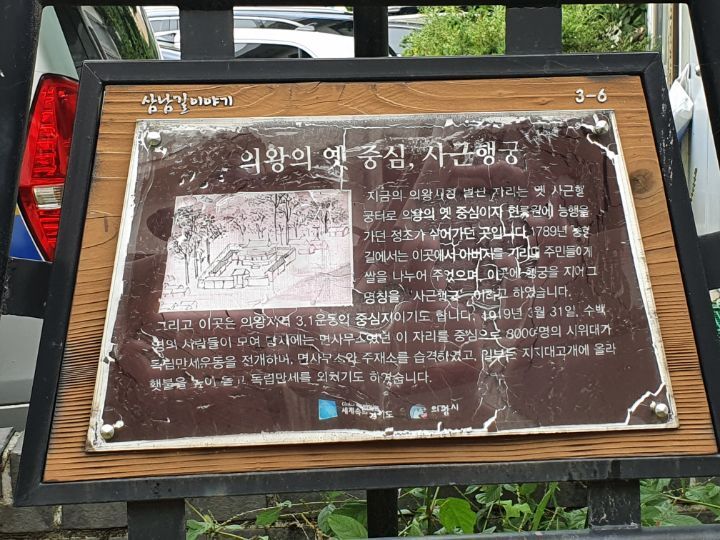 삼남길이야기
3-6
의왕의 옛 중심, 사근행궁
지금의 의왕시청 별관 자리는 옛 사근행
궁터로 의왕의 옛 중심이자 현륭원에 능행을
가던 정조가 쉬어가던 곳입니다. 1789년
길에서는 이곳에서 아버지를 기리며 주민들에게
쌀을 나누어 주었으며, 이곳에 행궁을 지어 그
명칭을 사근행궁 이라고 하였습니다.
그리고 이곳은 의왕지역 3.1운동의 중심지이기도 합니다. 1919년 3월 31일, 수백
명의 사람들이 모여 당시에는 면사무소였던 이 자리를 중심으로 800여명의 시위대가
독립만세운동을 전개하며, 면사무소와 주재소를 습격하였고, 일부는 지지대고개에 올라
횃불을 높이 들고 독립만세를 외쳐기도 하였습니다.
세계속의 경기도
의왕시